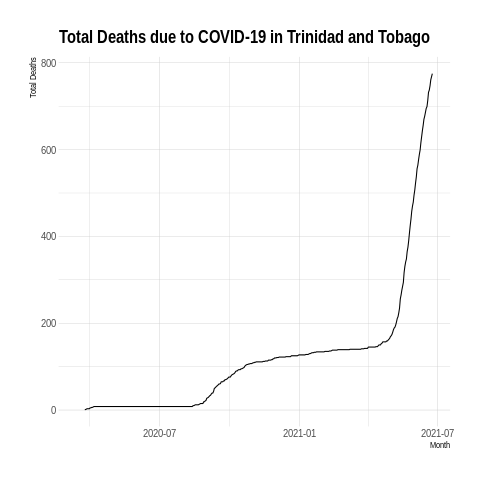 Total Deaths due to COVID-19 in Trinidad and Tobago
Total Deaths
800
600
400
200
0
2020-07
2021-01
2021-07
Month